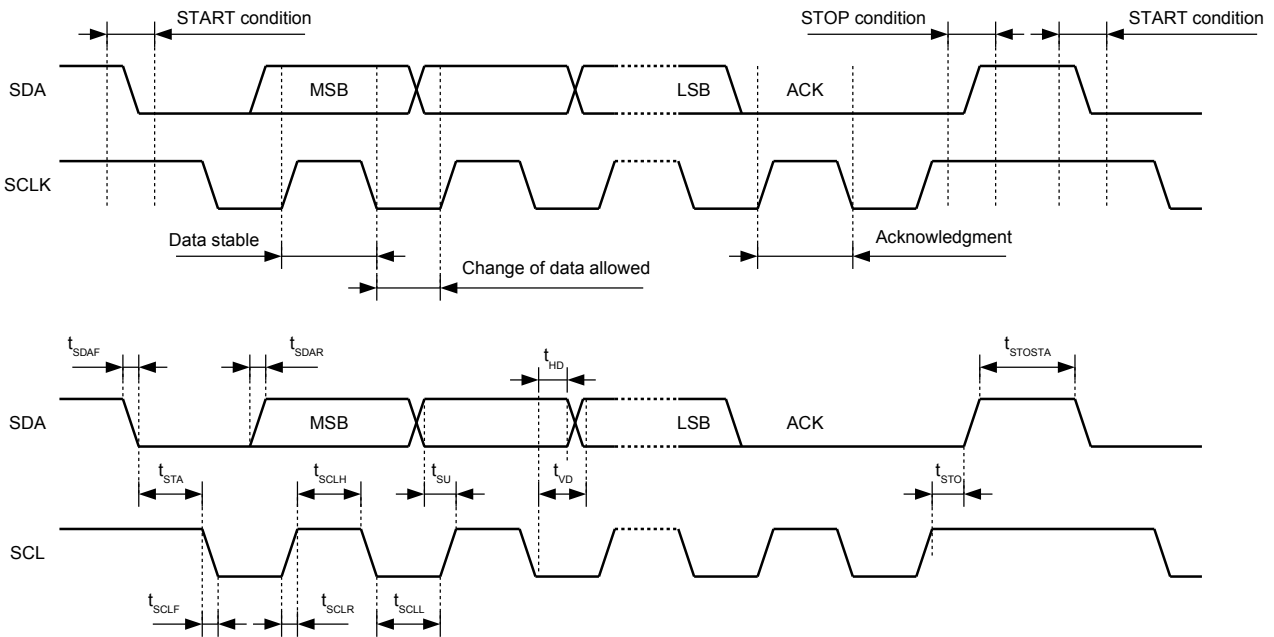 START condition
STOP condition
START condition
SDA
MSB
LSB
ACK
SCLK
Data stable
Acknowledgment
Change of data allowed
tSDAF
tSDAR
tHD
tSTOSTA
SDA
MSB
LSB
ACK
tSTA
tSCLH
tSU
tVD
tSTO
SCL
tSCLF
tSCLR
tSCLL